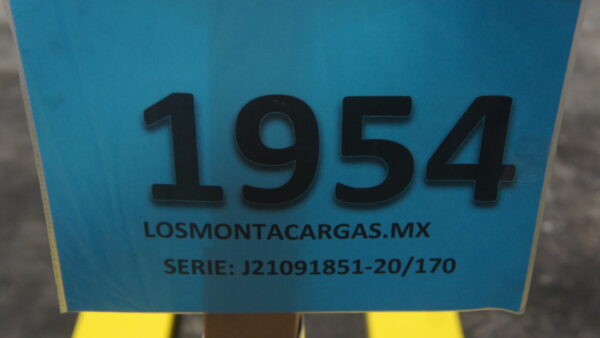 1954
LOSMONTACARGAS.MX
SERIE: J21091851-20/170